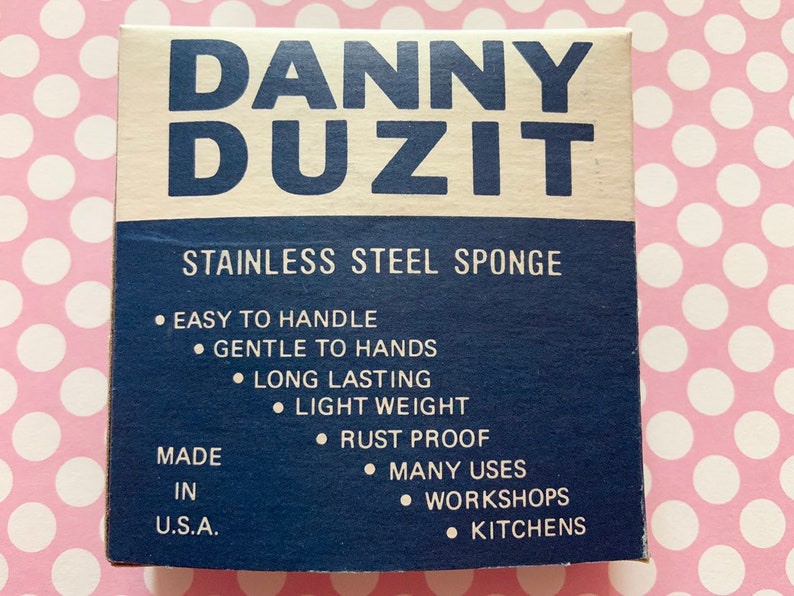 DANNY
DUZIT
STAINLESS STEEL SPONGE
• EASY TO HANDLE
• GENTLE TO HANDS
• LONG LASTING
• LIGHT WEIGHT
• RUST PROOF
• MANY USES
• WORKSHOPS
• KITCHENS
MADE
IN
U.S.A.